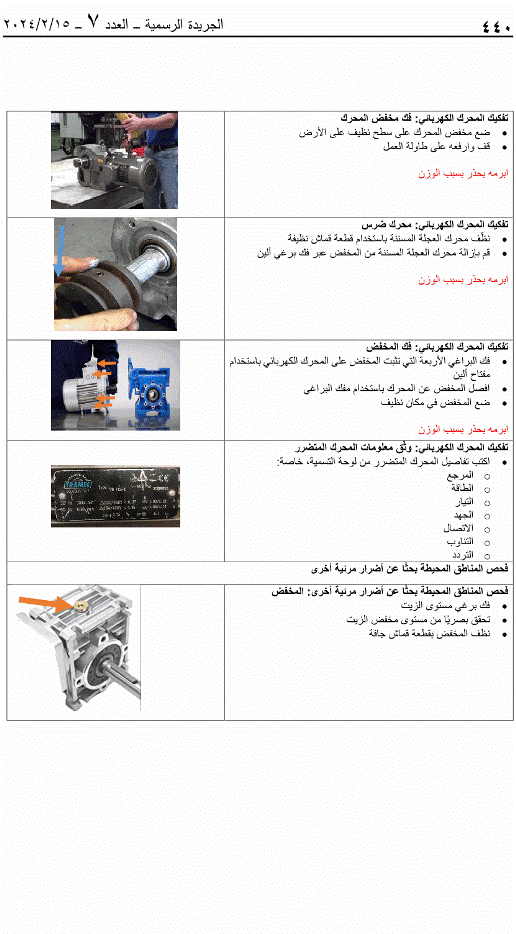 ٤٤٠
الجريدة الرسمية ــ العدد ٧ ــ ٢٠٢٤/٢/١٥
تفكيك المحرك الكهربائي: فك مخفض المحرك
• ضع مخفض المحرك على سطح نظيف على الأرض
• قف وارفعه على طاولة العمل
ابرمه بحذر بسبب الوزن
تفكيك المحرك الكهربائي: محرك ضرس
• نظّف محرك العجلة المسننة باستخدام قطعة قماش نظيفة
• قم بإزالة محرك العجلة المسننة من المخفض عبر فك برغي ألين
ابرمه بحذر بسبب الوزن
تفكيك المحرك الكهربائي: فك المخفض
• فك البراغي الأربعة التي تثبت المخفض على المحرك الكهربائي باستخدام
مفتاح ألين
• افصل المخفض عن المحرك باستخدام مفك البراغي
• ضع المخفض في مكان نظيف
ابرمه بحذر بسبب الوزن
تفكيك المحرك الكهربائي: وثّق معلومات المحرك المتضرر
• اكتب تفاصيل المحرك المتضرر من لوحة التسمية، خاصة:
○ المرجع
○ الطاقة
○ التيار
○ الجهد
○ الاتصال
○ التناوب
○ التردد
TRAMEC
فحص المناطق المحيطة بحثًا عن أضرار مرئية أخرى
فحص المناطق المحيطة بحثًا عن أضرار مرئية أخرى: المخفض
• فك برغي مستوى الزيت
• تحقق بصريًا من مستوى مخفض الزيت
• نظف المخفض بقطعة قماش جافة